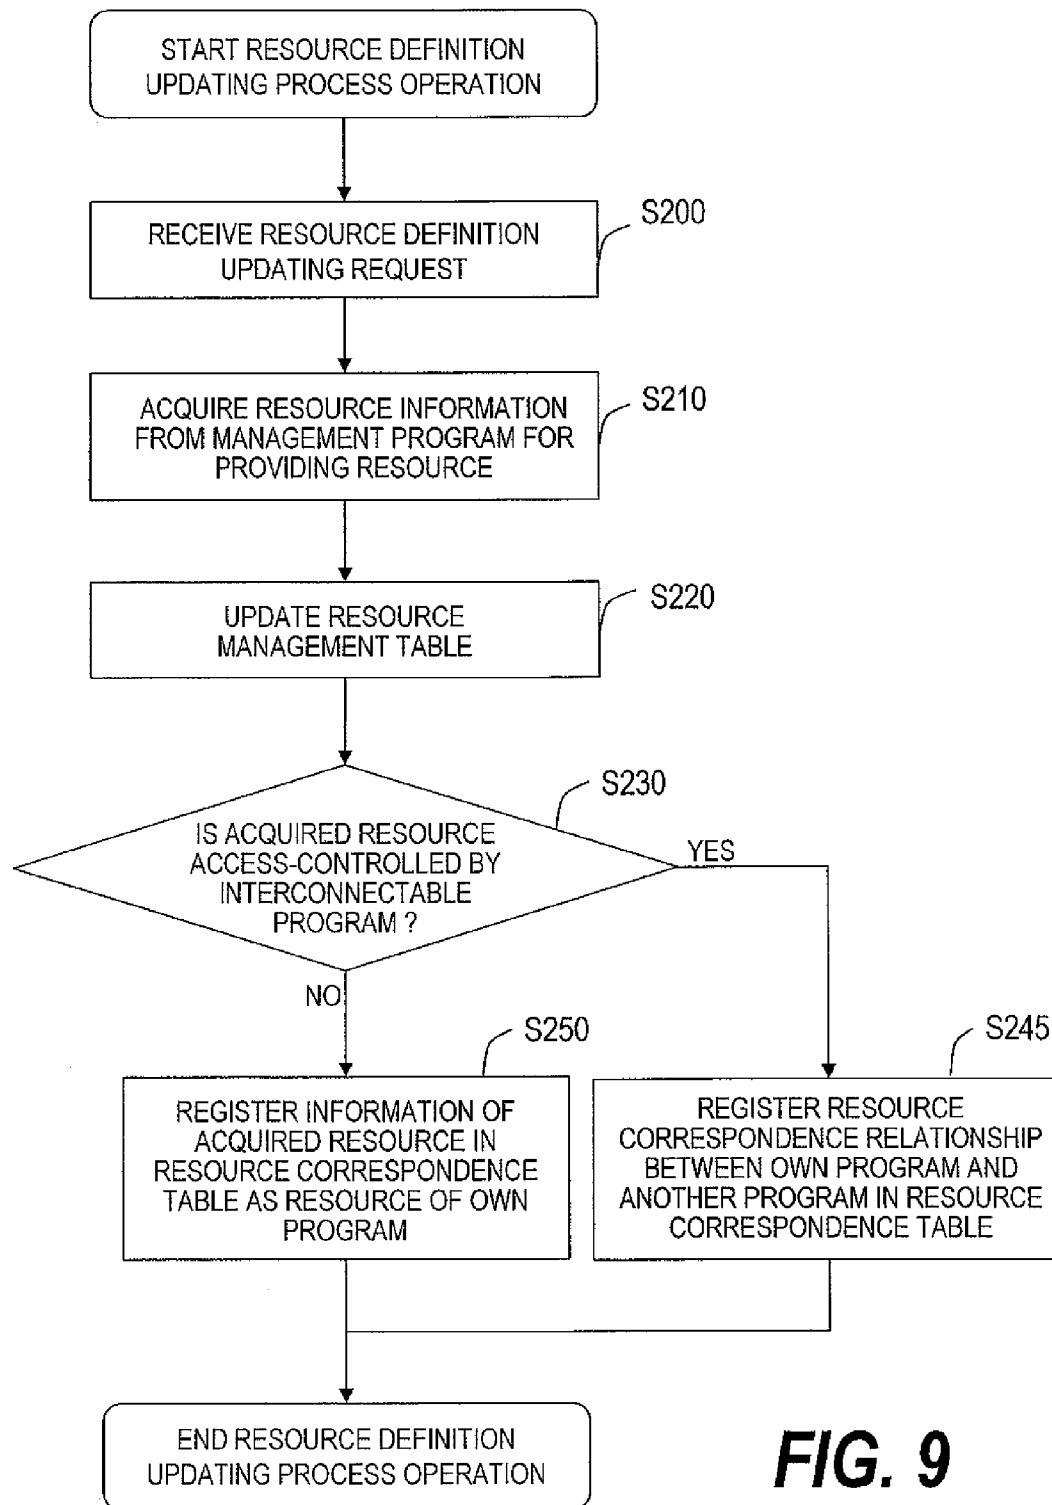 START RESOURCE DEFINITION
UPDATING PROCESS OPERATION
S200
RECEIVE RESOURCE DEFINITION
UPDATING REQUEST
S210
ACQUIRE RESOURCE INFORMATION
FROM MANAGEMENT PROGRAM FOR
PROVIDING RESOURCE
S220
UPDATE RESOURCE
MANAGEMENT TABLE
S230
IS ACQUIRED RESOURCE
ACCESS-CONTROLLED BY
INTERCONNECTABLE
PROGRAM ?
YES
NO
S250
REGISTER INFORMATION OF
ACQUIRED RESOURCE IN
RESOURCE CORRESPONDENCE
TABLE AS RESOURCE OF OWN
PROGRAM
S245
REGISTER RESOURCE
CORRESPONDENCE RELATIONSHIP
BETWEEN OWN PROGRAM AND
ANOTHER PROGRAM IN RESOURCE
CORRESPONDENCE TABLE
END RESOURCE DEFINITION
UPDATING PROCESS OPERATION
FIG. 9